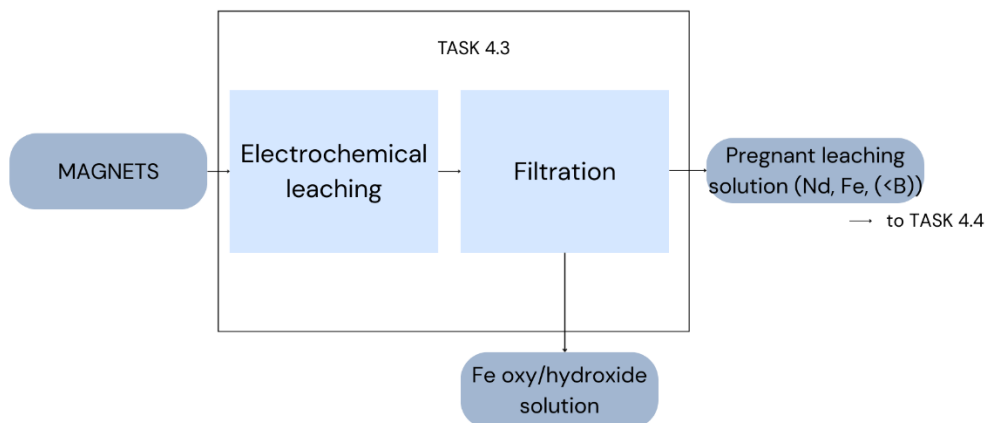 TASK 4.3
MAGNETS
Electrochemical
leaching
Filtration
Pregnant leaching
solution (Nd, Fe, (<B))
to TASK 4.4
Fe oxy/hydroxide
solution